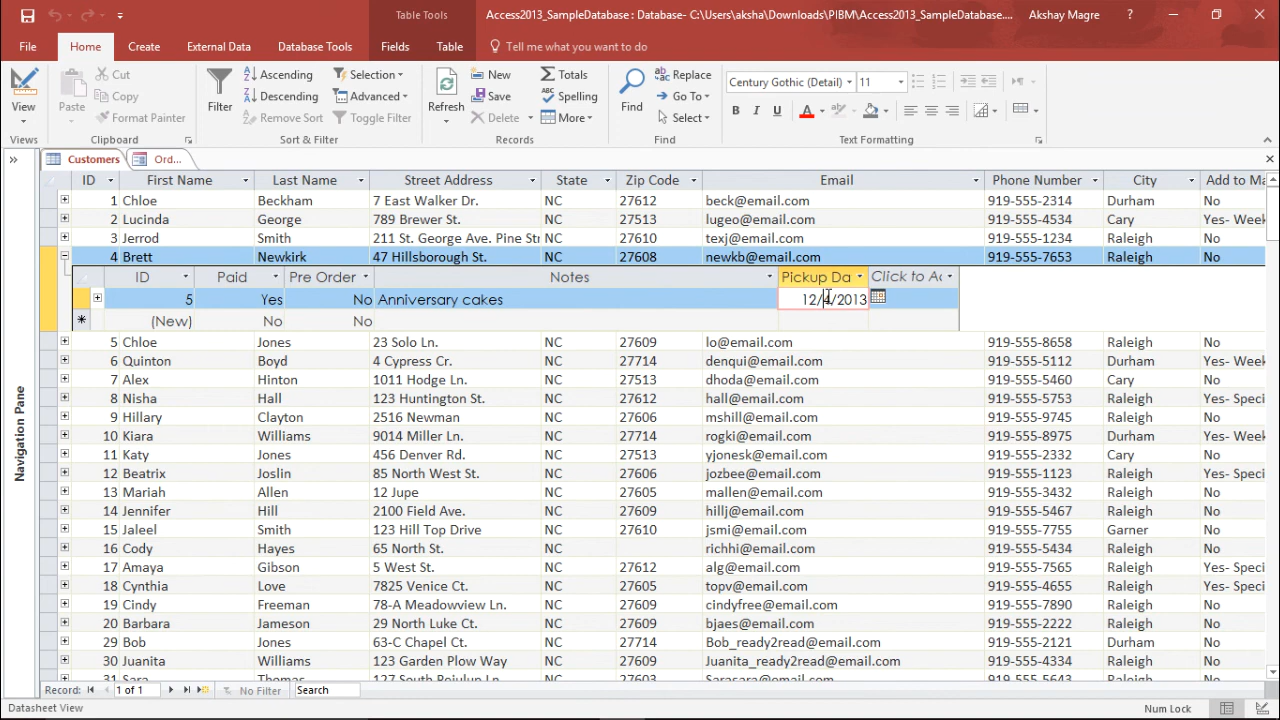 Table Tools
Access2013_SampleDatabase : Database- C:\Users\aksha\Downloads\PIBM\Access2013_SampleDatabase....
Akshay Magre
?
File Home Create External Data Database Tools Fields Table Tell me what you want to do
View
Views
Paste
Cut
Copy
Format Painter
Clipboard
Filter
Ascending
Descending
Remove Sort
Selection
Advanced
Toggle Filter
Sort & Filter
Refresh
All
New
Save
Delete
Totals
Spelling
More
Records
Find
Replace
Go To
Select
Find
Century Gothic (Detail) 11
B I U A
Text Formatting
Customers Ord...
ID First Name Last Name Street Address State Zip Code Email Phone Number City Add to Ma
1 Chloe Beckham 7 East Walker Dr. NC 27612 beck@email.com 919-555-2314 Durham No
2 Lucinda George 789 Brewer St. NC 27513 lugeo@email.com 919-555-4534 Cary Yes- Week
3 Jerrod Smith 211 St. George Ave. Pine Str NC 27610 texj@email.com 919-555-1234 Raleigh No
4 Brett Newkirk 47 Hillsborough St. NC 27608 newkb@email.com 919-555-7653 Raleigh No
ID Paid Pre Order Notes Pickup Da Click to Ac
5 Yes No Anniversary cakes 12/4/2013
(New) No No
5 Chloe Jones 23 Solo Ln. NC 27609 lo@email.com 919-555-8658 Raleigh No
6 Quinton Boyd 4 Cypress Cr. NC 27714 denqui@email.com 919-555-5112 Durham Yes- Week
7 Alex Hinton 1011 Hodge Ln. NC 27513 dhoda@email.com 919-555-5460 Cary No
8 Nisha Hall 123 Huntington St. NC 27612 hall@email.com 919-555-5753 Raleigh Yes- Speci
9 Hillary Clayton 2516 Newman NC 27606 mshill@email.com 919-555-9745 Raleigh No
10 Kiara Williams 9014 Miller Ln. NC 27714 rogki@email.com 919-555-8975 Durham Yes- Week
11 Katy Jones 456 Denver Rd. NC 27513 yjonesk@email.com 919-555-2332 Cary No
12 Beatrix Joslin 85 North West St. NC 27606 jozbee@email.com 919-555-1123 Raleigh Yes- Speci
13 Mariah Allen 12 Jupe NC 27605 mallen@email.com 919-555-3432 Raleigh No
14 Jennifer Hill 2100 Field Ave. NC 27609 hillj@email.com 919-555-5467 Raleigh No
15 Jaleel Smith 123 Hill Top Drive NC 27610 jsmi@email.com 919-555-7755 Garner No
16 Cody Hayes 65 North St. NC richhi@email.com 919-555-5434 Raleigh No
17 Amaya Gibson 5 West St. NC 27612 alg@email.com 919-555-7565 Raleigh Yes- Speci
18 Cynthia Love 7825 Venice Ct. NC 27605 topv@email.com 919-555-4655 Raleigh Yes- Speci
19 Cindy Freeman 78-A Meadowview Ln. NC 27609 cindyfree@email.com 919-555-7890 Raleigh No
20 Barbara Jameson 29 North Luke Ct. NC 27609 bjaes@email.com 919-555-2222 Raleigh No
29 Bob Jones 63-C Chapel Ct. NC 27714 Bob_ready2read@email.com 919-555-2121 Durham No
30 Juanita Williams 123 Garden Plow Way NC 27607 Juanita_ready2read@email.com 919-555-4334 Raleigh No
Navigation Pane
Record: 1 of 1 No Filter Search
Datasheet View
Num Lock